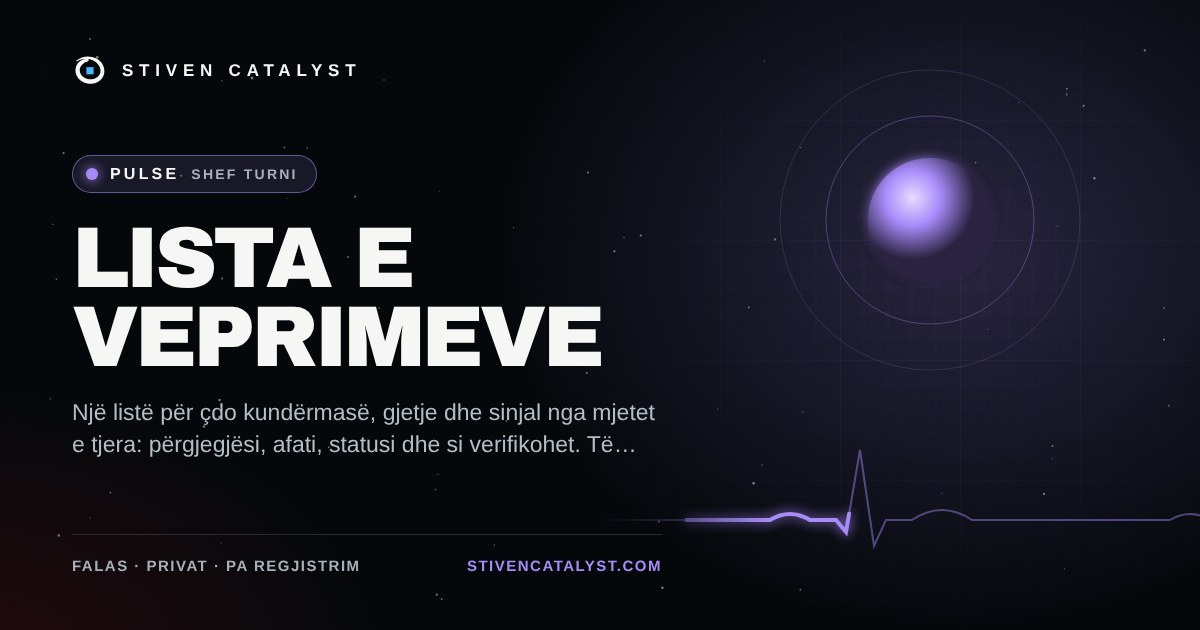 STIVEN CATALYST
PULSE · SHEF TURNI
LISTA E
VEPRIMEVE
Një listë për çdo kundërmasë, gjetje dhe sinjal nga mjetet
e tjera: përgjegjësi, afati, statusi dhe si verifikohet. Të…
FALAS · PRIVAT · PA REGJISTRIM
STIVENCATALYST.COM